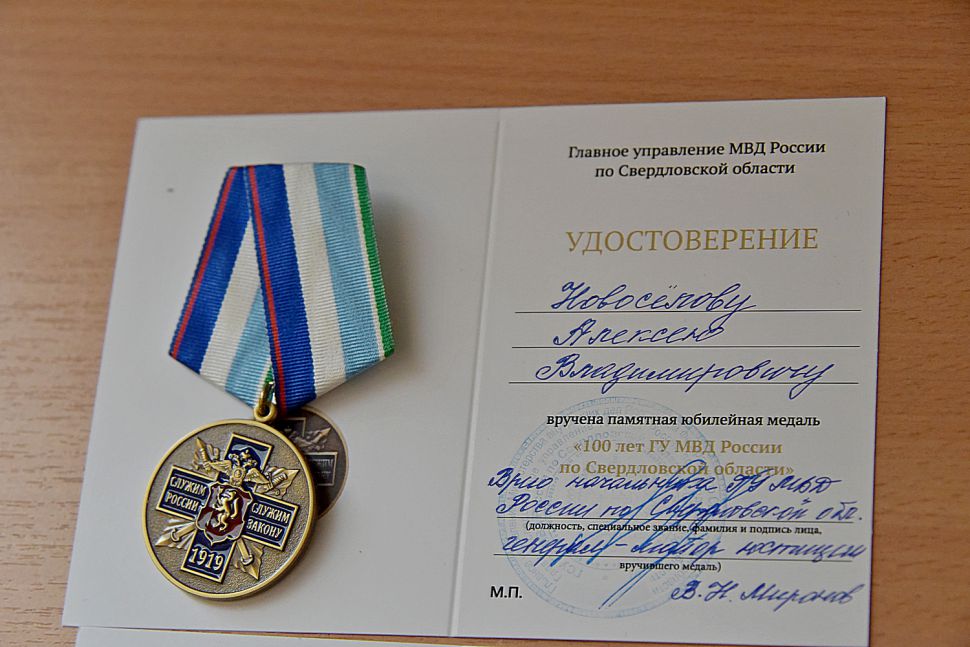 Главное управление МВД России
по Свердловской области
УДОСТОВЕРЕНИЕ
Новосёлову
Алексею
Владимировичу
вручена памятная юбилейная медаль
«100 лет ГУ МВД России
по Свердловской области»
Врио начальника ГУ МВД
России по Свердловской обл.
(должность, специальное звание, фамилия и подпись лица,
генерал-майор юстиции
вручившего медаль)
М.П.
В.Н. Миронов
СЛУЖИМ
РОССИИ
СЛУЖИМ
ЗАКОНУ
1919